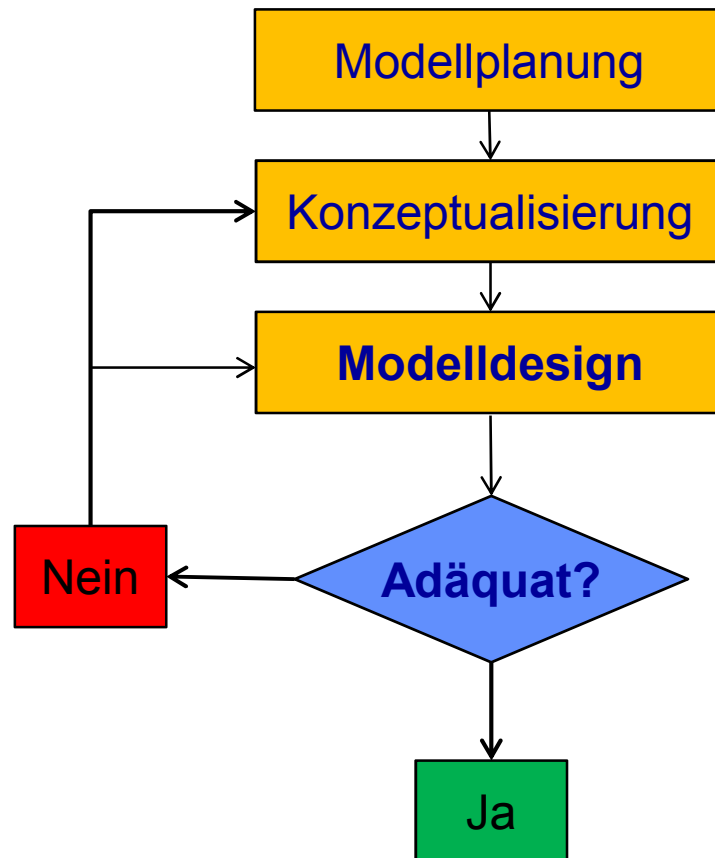 Modellplanung
Konzeptualisierung
Modelldesign
Adäquat?
Nein
Ja